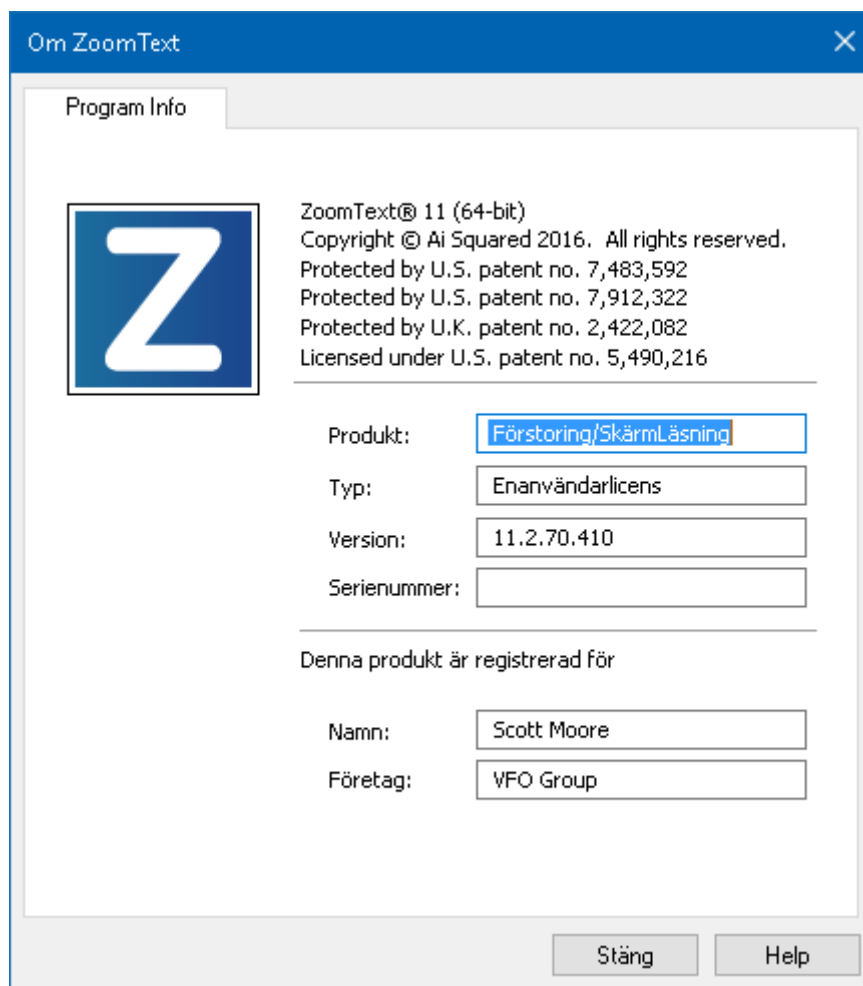 Om ZoomText
Program Info
Z
ZoomText® 11 (64-bit)
Copyright © Ai Squared 2016.  All rights reserved.
Protected by U.S. patent no. 7,483,592
Protected by U.S. patent no. 7,912,322
Protected by U.K. patent no. 2,422,082
Licensed under U.S. patent no. 5,490,216
Produkt: Förstoring/SkärmLäsning
Typ: Enanvändarlicens
Version: 11.2.70.410
Serienummer:
Denna produkt är registrerad för
Namn: Scott Moore
Företag: VFO Group
Stäng Help